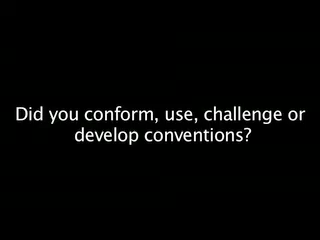 Did you conform, use, challenge or
develop conventions?